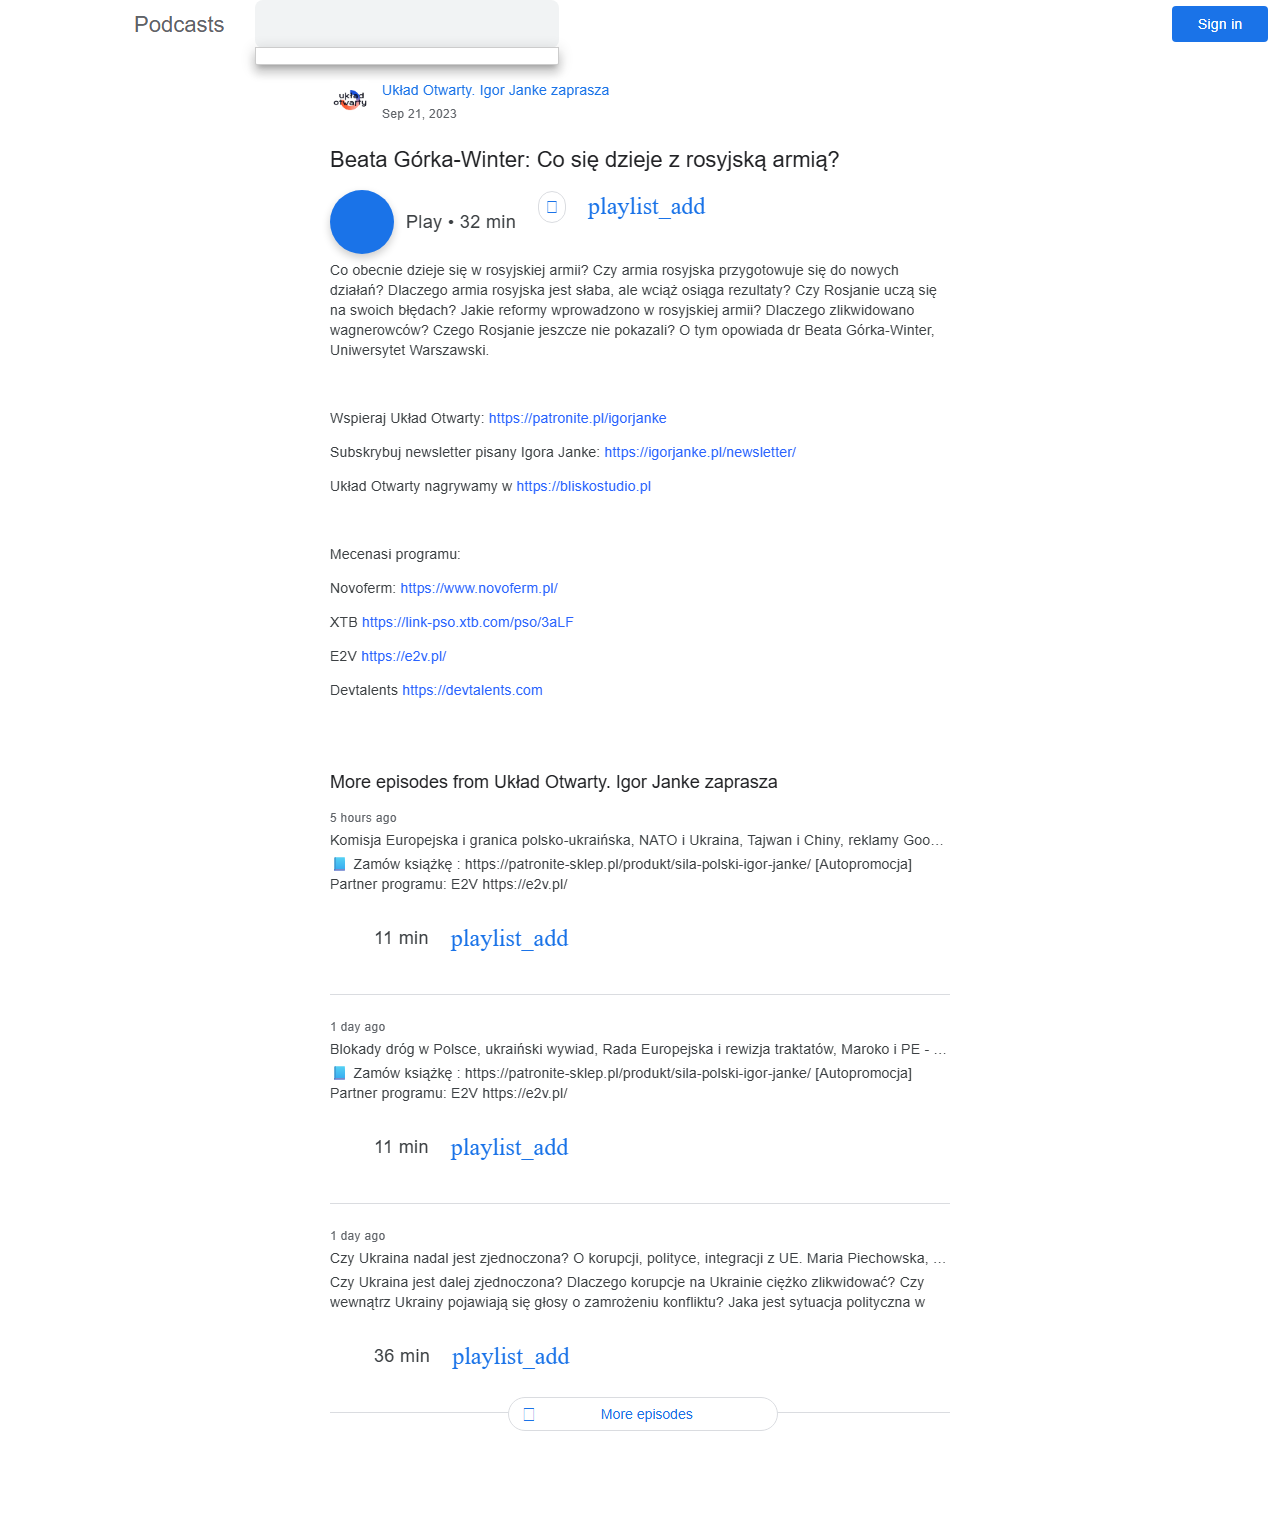 Podcasts
Sign in
układ
otwarty
Układ Otwarty. Igor Janke zaprasza
Sep 21, 2023
Beata Górka-Winter: Co się dzieje z rosyjską armią?
Play • 32 min
playlist_add
Co obecnie dzieje się w rosyjskiej armii? Czy armia rosyjska przygotowuje się do nowych
działań? Dlaczego armia rosyjska jest słaba, ale wciąż osiąga rezultaty? Czy Rosjanie uczą się
na swoich błędach? Jakie reformy wprowadzono w rosyjskiej armii? Dlaczego zlikwidowano
wagnerowców? Czego Rosjanie jeszcze nie pokazali? O tym opowiada dr Beata Górka-Winter,
Uniwersytet Warszawski.
Wspieraj Układ Otwarty: https://patronite.pl/igorjanke
Subskrybuj newsletter pisany Igora Janke: https://igorjanke.pl/newsletter/
Układ Otwarty nagrywamy w https://bliskostudio.pl
Mecenasi programu:
Novoferm: https://www.novoferm.pl/
XTB https://link-pso.xtb.com/pso/3aLF
E2V https://e2v.pl/
Devtalents https://devtalents.com
More episodes from Układ Otwarty. Igor Janke zaprasza
5 hours ago
Komisja Europejska i granica polsko-ukraińska, NATO i Ukraina, Tajwan i Chiny, reklamy Goo…
📘 Zamów książkę : https://patronite-sklep.pl/produkt/sila-polski-igor-janke/ [Autopromocja]
Partner programu: E2V https://e2v.pl/
11 min
playlist_add
1 day ago
Blokady dróg w Polsce, ukraiński wywiad, Rada Europejska i rewizja traktatów, Maroko i PE - …
📘 Zamów książkę : https://patronite-sklep.pl/produkt/sila-polski-igor-janke/ [Autopromocja]
Partner programu: E2V https://e2v.pl/
11 min
playlist_add
1 day ago
Czy Ukraina nadal jest zjednoczona? O korupcji, polityce, integracji z UE. Maria Piechowska, …
Czy Ukraina jest dalej zjednoczona? Dlaczego korupcje na Ukrainie ciężko zlikwidować? Czy
wewnątrz Ukrainy pojawiają się głosy o zamrożeniu konfliktu? Jaka jest sytuacja polityczna w
36 min
playlist_add
More episodes